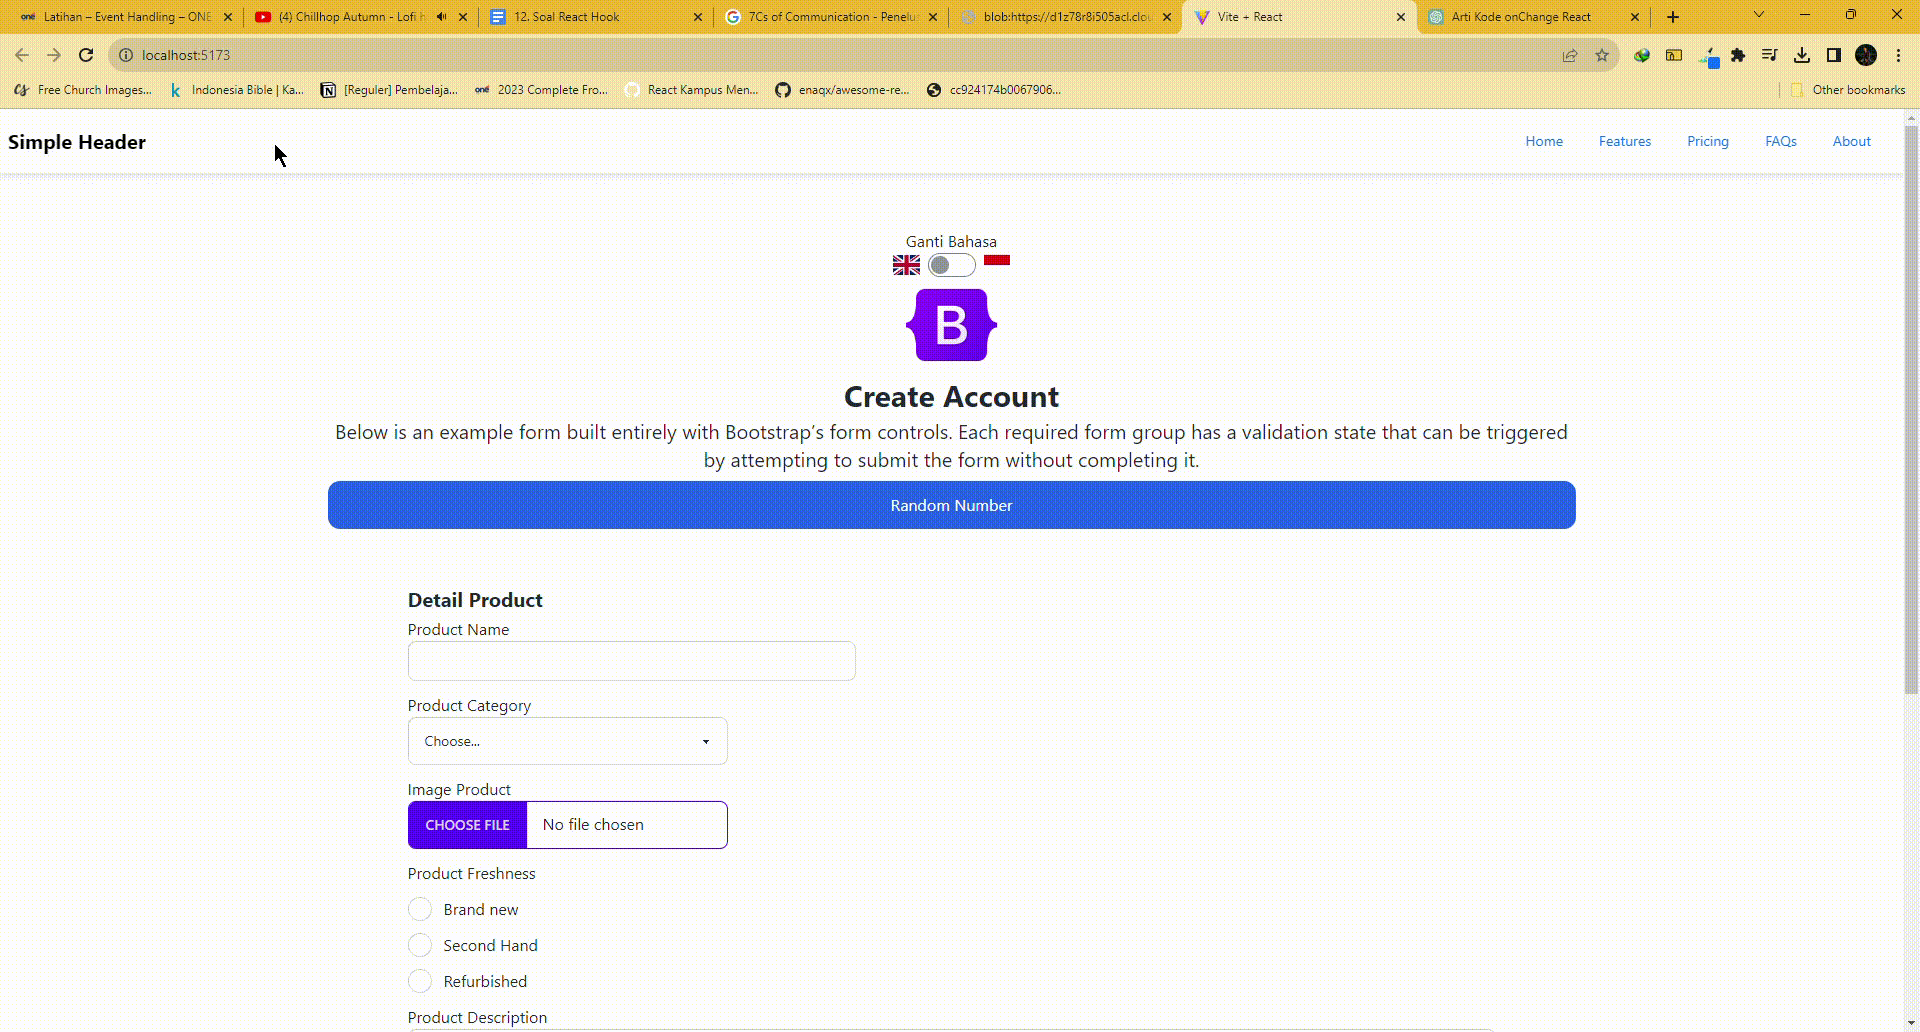 Latihan – Event Handling – ONE
(4) Chillhop Autumn - Lofi h
12. Soal React Hook
7Cs of Communication - Penelus
blob:https://d1z78r8i505acl.clou
Vite + React
Arti Kode onChange React
localhost:5173
Free Church Images...
Indonesia Bible | Ka...
[Reguler] Pembelaja...
2023 Complete Fro...
React Kampus Men...
enaqx/awesome-re...
cc924174b0067906...
Other bookmarks
Simple Header
Home
Features
Pricing
FAQs
About
Ganti Bahasa
B
Create Account
Below is an example form built entirely with Bootstrap’s form controls. Each required form group has a validation state that can be triggered
by attempting to submit the form without completing it.
Random Number
Detail Product
Product Name
Product Category
Choose...
Image Product
CHOOSE FILE No file chosen
Product Freshness
Brand new
Second Hand
Refurbished
Product Description